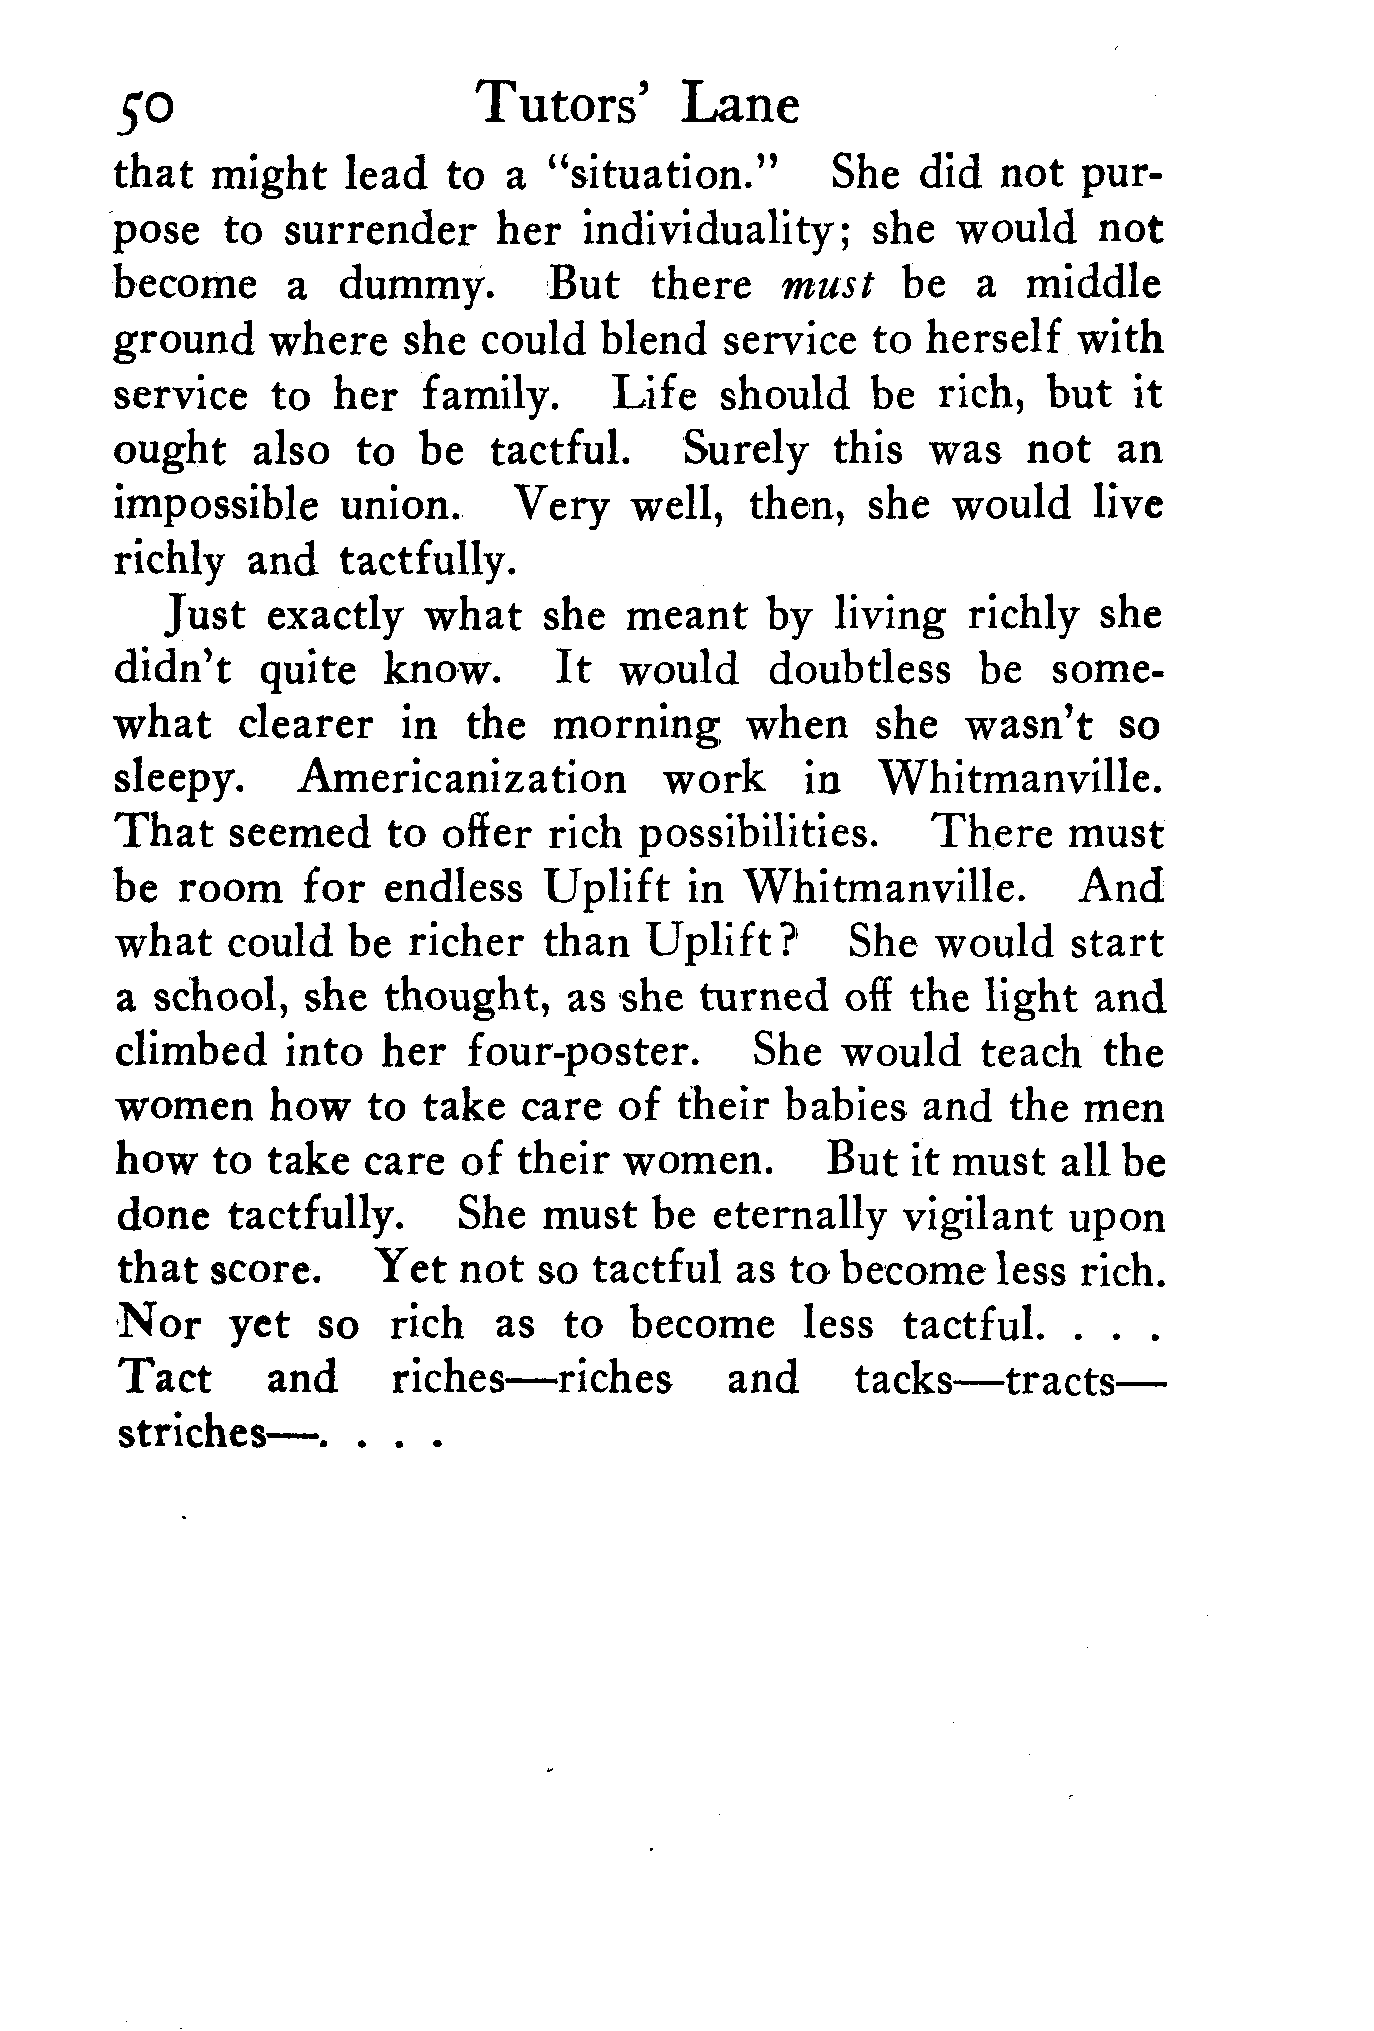 50 Tutors' Lane
that might lead to a "situation." She did not pur-
pose to surrender her individuality; she would not
become a dummy. But there must be a middle
ground where she could blend service to herself with
service to her family. Life should be rich, but it
ought also to be tactful. Surely this was not an
impossible union. Very well, then, she would live
richly and tactfully.
Just exactly what she meant by living richly she
didn't quite know. It would doubtless be some-
what clearer in the morning when she wasn't so
sleepy. Americanization work in Whitmanville.
That seemed to offer rich possibilities. There must
be room for endless Uplift in Whitmanville. And
what could be richer than Uplift? She would start
a school, she thought, as she turned off the light and
climbed into her four-poster. She would teach the
women how to take care of their babies and the men
how to take care of their women. But it must all be
done tactfully. She must be eternally vigilant upon
that score. Yet not so tactful as to become less rich.
Nor yet so rich as to become less tactful. . . .
Tact and riches—riches and tacks—tracts—
striches—. . . .